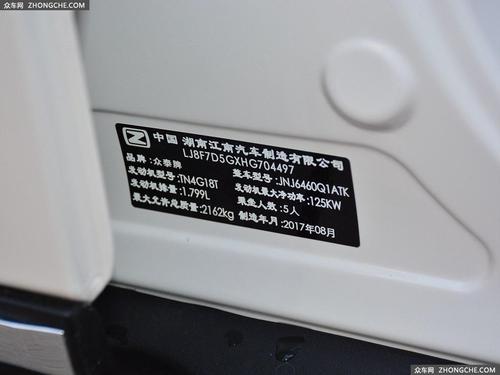 众车网 ZHONGCHE.COM
Z 中国 湖南江南汽车制造有限公司
LJ8F7D5GXHG704497
品牌:众泰牌 整车型号:JNJ6460Q1ATK
发动机型号:TN4G18T 发动机最大净功率:125KW
发动机排量:1.799L 乘坐人数:5人
最大允许总质量:2162kg 制造年月:2017年08月
众车网 ZHONGCHE.COM